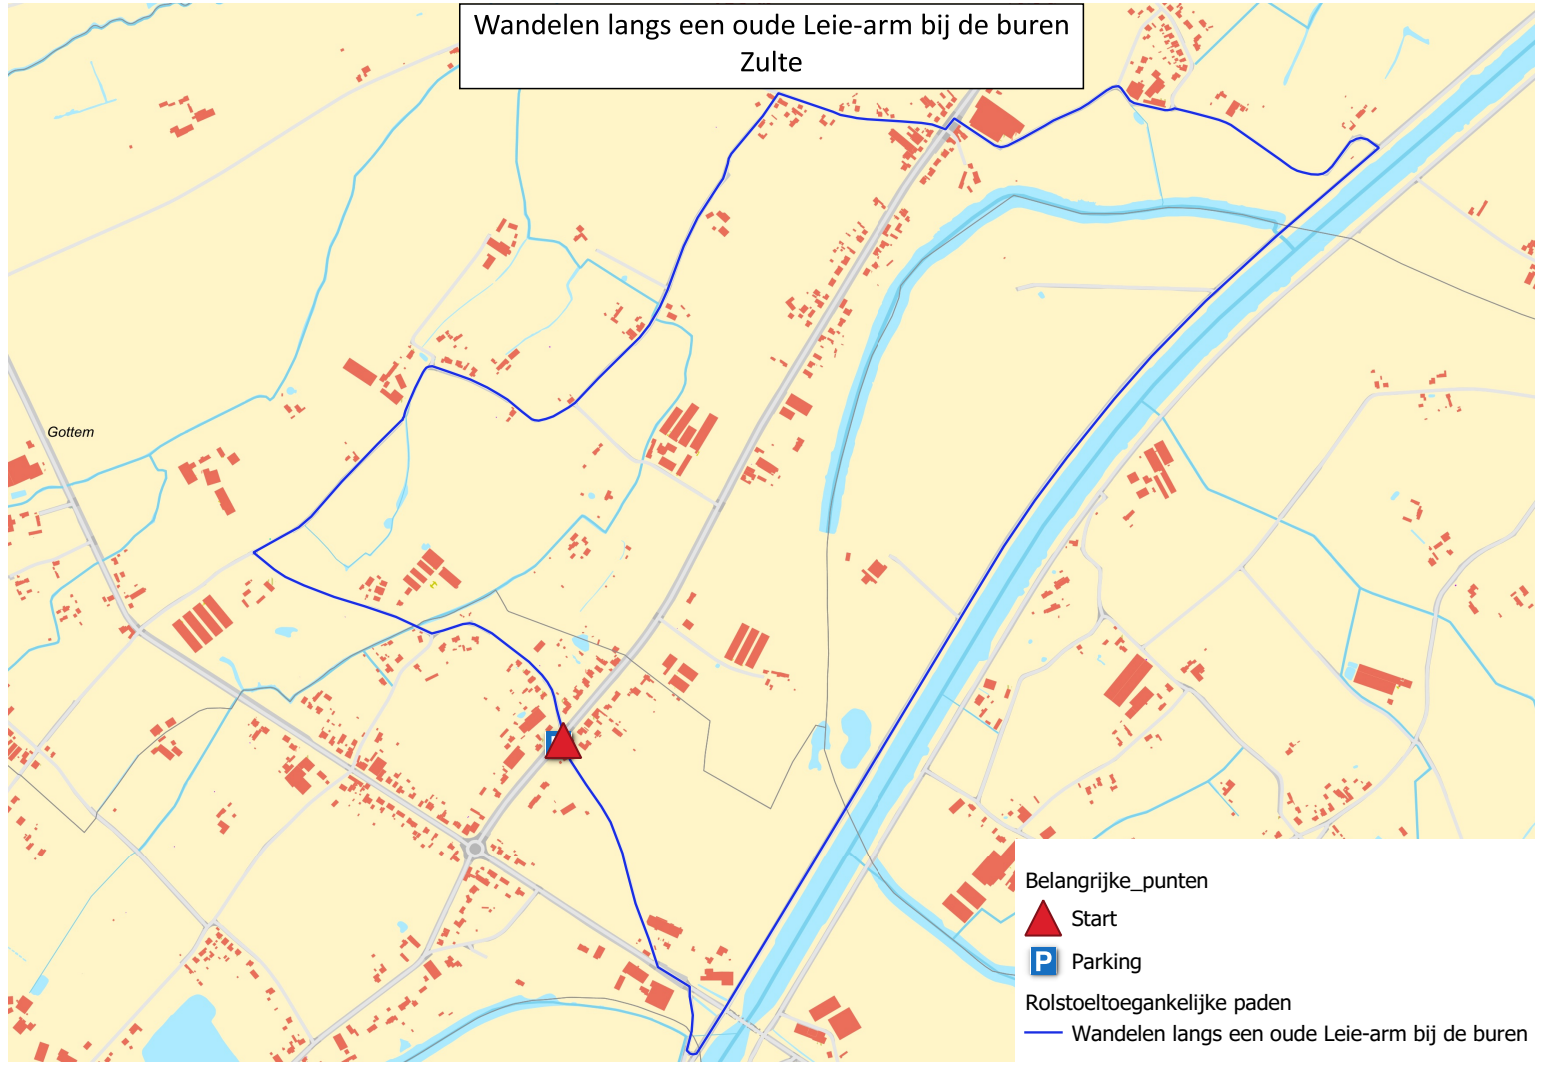 Wandelen langs een oude Leie-arm bij de buren
Zulte
Gottem
P
Belangrijke_punten
Start
P Parking
Rolstoeltoegankelijke paden
Wandelen langs een oude Leie-arm bij de buren